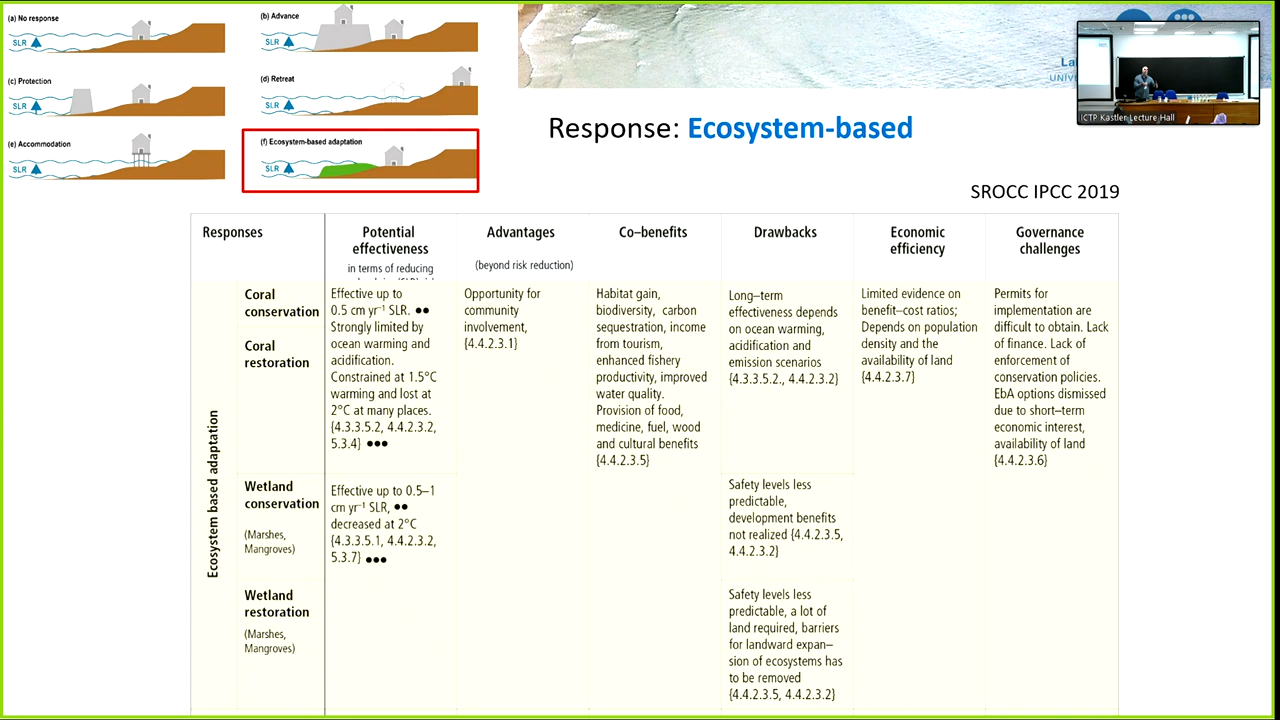 (a) No response
SLR
(b) Advance
SLR
(c) Protection
SLR
(d) Retreat
SLR
(e) Accommodation
SLR
(f) Ecosystem-based adaptation
SLR
ICTP Kastler Lecture Hall
Response: Ecosystem-based
SROCC IPCC 2019
Responses
Potential
effectiveness
in terms of reducing
Advantages
(beyond risk reduction)
Co–benefits
Drawbacks
Economic
efficiency
Governance
challenges
Ecosystem based adaptation
Coral
conservation
Coral
restoration
Effective up to
0.5 cm yr⁻¹ SLR. ●●
Strongly limited by
ocean warming and
acidification.
Constrained at 1.5°C
warming and lost at
2°C at many places.
{4.3.3.5.2, 4.4.2.3.2,
5.3.4} ●●●
Opportunity for
community
involvement,
{4.4.2.3.1}
Habitat gain,
biodiversity, carbon
sequestration, income
from tourism,
enhanced fishery
productivity, improved
water quality.
Provision of food,
medicine, fuel, wood
and cultural benefits
{4.4.2.3.5}
Long–term
effectiveness depends
on ocean warming,
acidification and
emission scenarios
{4.3.3.5.2., 4.4.2.3.2}
Limited evidence on
benefit–cost ratios;
Depends on population
density and the
availability of land
{4.4.2.3.7}
Permits for
implementation are
difficult to obtain. Lack
of finance. Lack of
enforcement of
conservation policies.
EbA options dismissed
due to short–term
economic interest,
availability of land
{4.4.2.3.6}
Wetland
conservation
(Marshes,
Mangroves)
Effective up to 0.5–1
cm yr⁻¹ SLR, ●●
decreased at 2°C
{4.3.3.5.1, 4.4.2.3.2,
5.3.7} ●●●
Safety levels less
predictable,
development benefits
not realized {4.4.2.3.5,
4.4.2.3.2}
Wetland
restoration
(Marshes,
Mangroves)
Safety levels less
predictable, a lot of
land required, barriers
for landward expan–
sion of ecosystems has
to be removed
{4.4.2.3.5, 4.4.2.3.2}